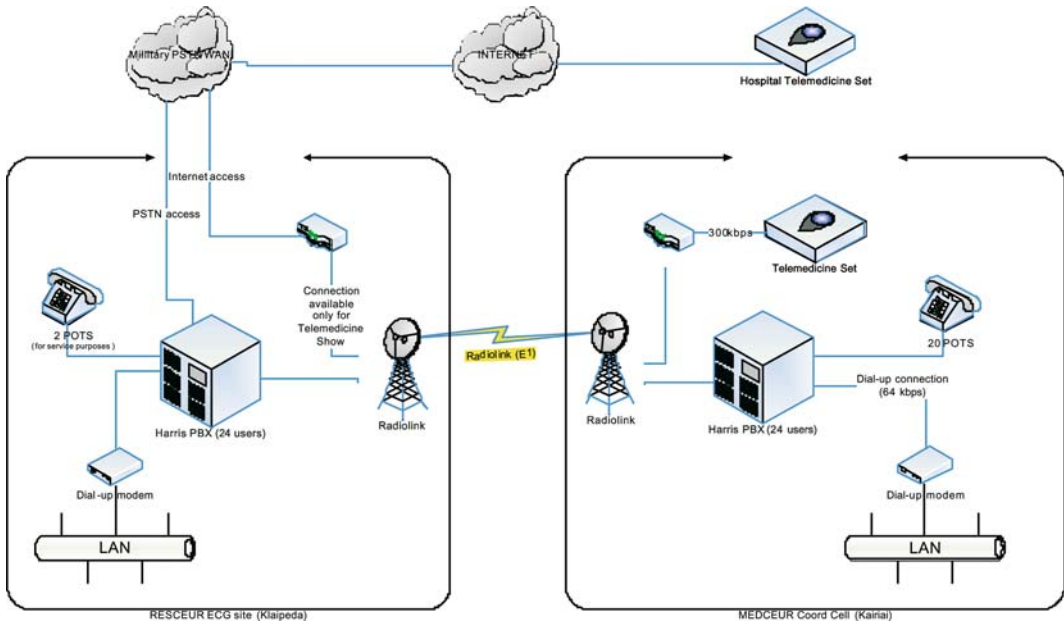 Millitary PSTN/WAN
INTERNET
Hospital Telemedicine Set
Internet access
PSTN access
300kbps
Telemedicine Set
Connection
available
only for
Telemedicine
Show
2 POTS
(for service purposes )
Radiolink (E1)
20 POTS
Dial-up connection
(64 kbps)
Harris PBX (24 users)
Radiolink
Radiolink
Harris PBX (24 users)
Dial-up modem
Dial-up modem
LAN
LAN
RESCEUR ECG site (Klaipeda)
MEDCEUR Coord Cell (Kairiai)